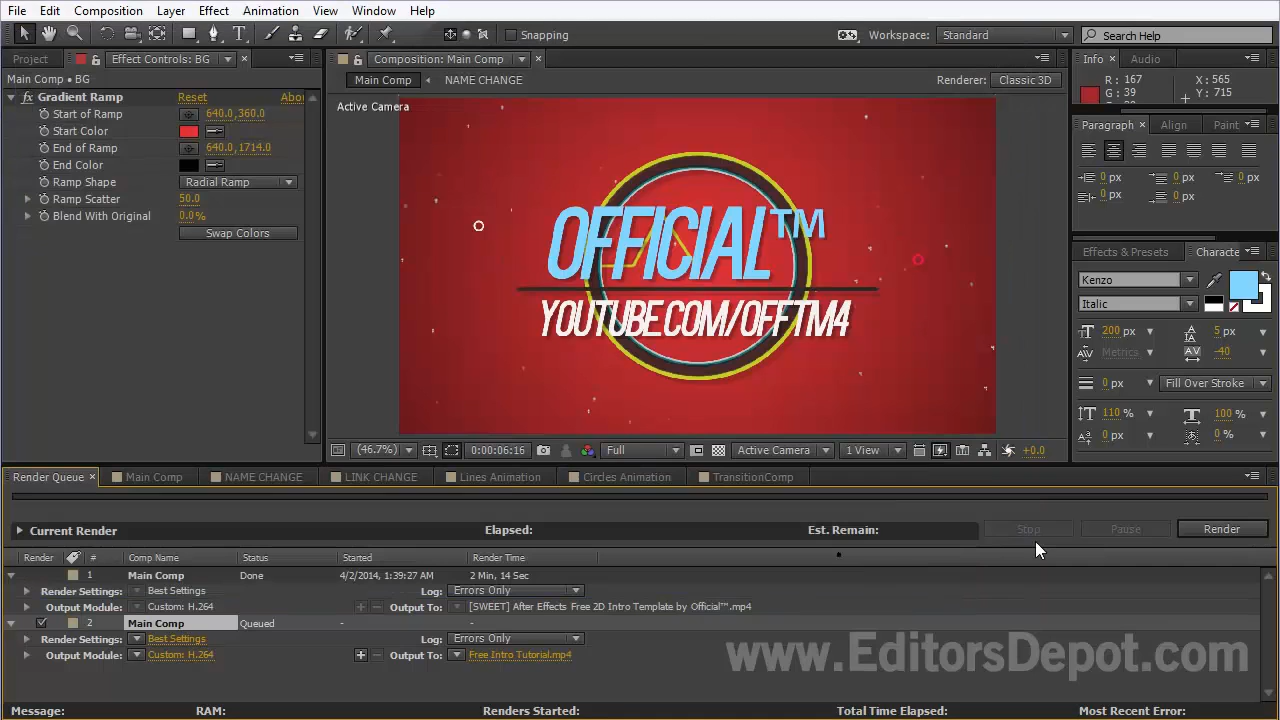 File Edit Composition Layer Effect Animation View Window Help
Snapping Workspace: Standard Search Help
Project Effect Controls: BG Composition: Main Comp Info Audio
Main Comp • BG Main Comp NAME CHANGE Renderer: Classic 3D
R: 167 X: 565
G: 39 Y: 715
fx Gradient Ramp Reset
Active Camera
Start of Ramp 640.0, 360.0
Start Color
End of Ramp 640.0, 1714.0
End Color
Ramp Shape Radial Ramp
Ramp Scatter 50.0
Blend With Original 0.0%
Swap Colors
OFFICIAL™
YOUTUBE.COM/OFFTM4
Paragraph Align Paint
0 px 0 px 0 px
0 px 0 px
Effects & Presets
Kenzo
Italic
200 px 5 px
Metrics -40
0 px Fill Over Stroke
110 % 100 %
0 px 0 %
(46.7%) 0:00:06:16 Full Active Camera 1 View +0.0
Render Queue Main Comp NAME CHANGE LINK CHANGE Lines Animation Circles Animation TransitionComp
Current Render Elapsed: Est. Remain: Stop Pause Render
Render # Comp Name Status Started Render Time
1 Main Comp Done 4/2/2014, 1:39:27 AM 2 Min, 14 Sec
Render Settings: Best Settings Log: Errors Only
Output Module: Custom: H.264 Output To: [SWEET] After Effects Free 2D Intro Template by Official™.mp4
2 Main Comp Queued - -
Render Settings: Best Settings Log: Errors Only
Output Module: Custom: H.264 Output To: Free Intro Tutorial.mp4
www.EditorsDepot.com
Message: RAM: Renders Started: Total Time Elapsed: Most Recent Error: